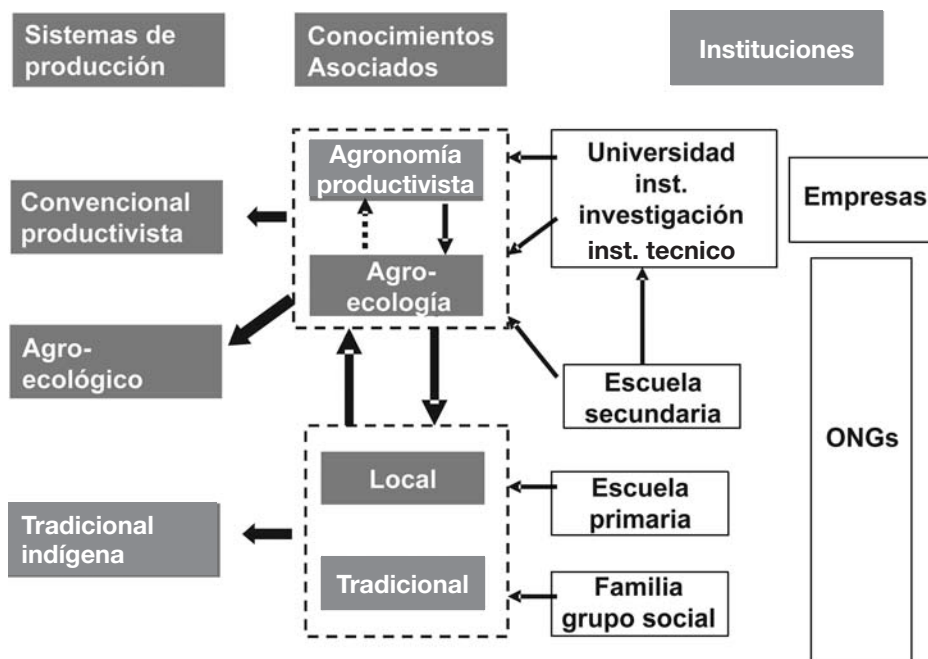 Sistemas de
producción
Conocimientos
Asociados
Instituciones
Agronomía
productivista
Universidad
inst.
investigación
inst. tecnico
Empresas
Convencional
productivista
Agro-
ecología
Agro-
ecológico
Escuela
secundaria
ONGs
Local
Escuela
primaria
Tradicional
indígena
Tradicional
Familia
grupo social